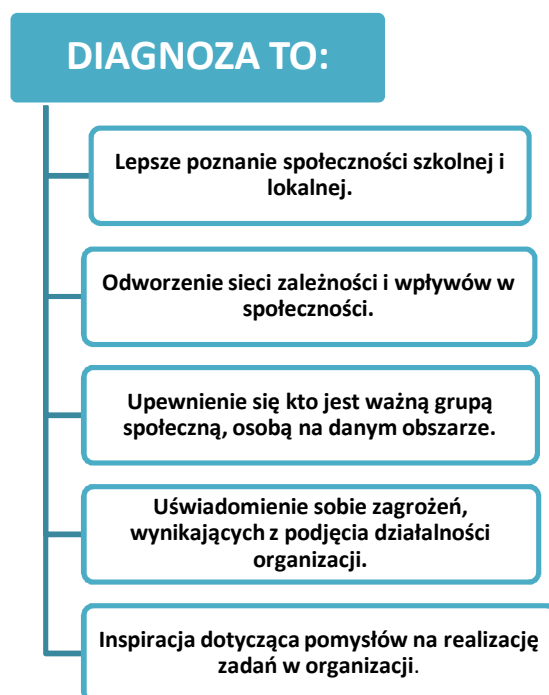 DIAGNOZA TO:
Lepsze poznanie społeczności szkolnej i
lokalnej.
Odworzenie sieci zależności i wpływów w
społeczności.
Upewnienie się kto jest ważną grupą
społeczną, osobą na danym obszarze.
Uświadomienie sobie zagrożeń,
wynikających z podjęcia działalności
organizacji.
Inspiracja dotycząca pomysłów na realizację
zadań w organizacji.